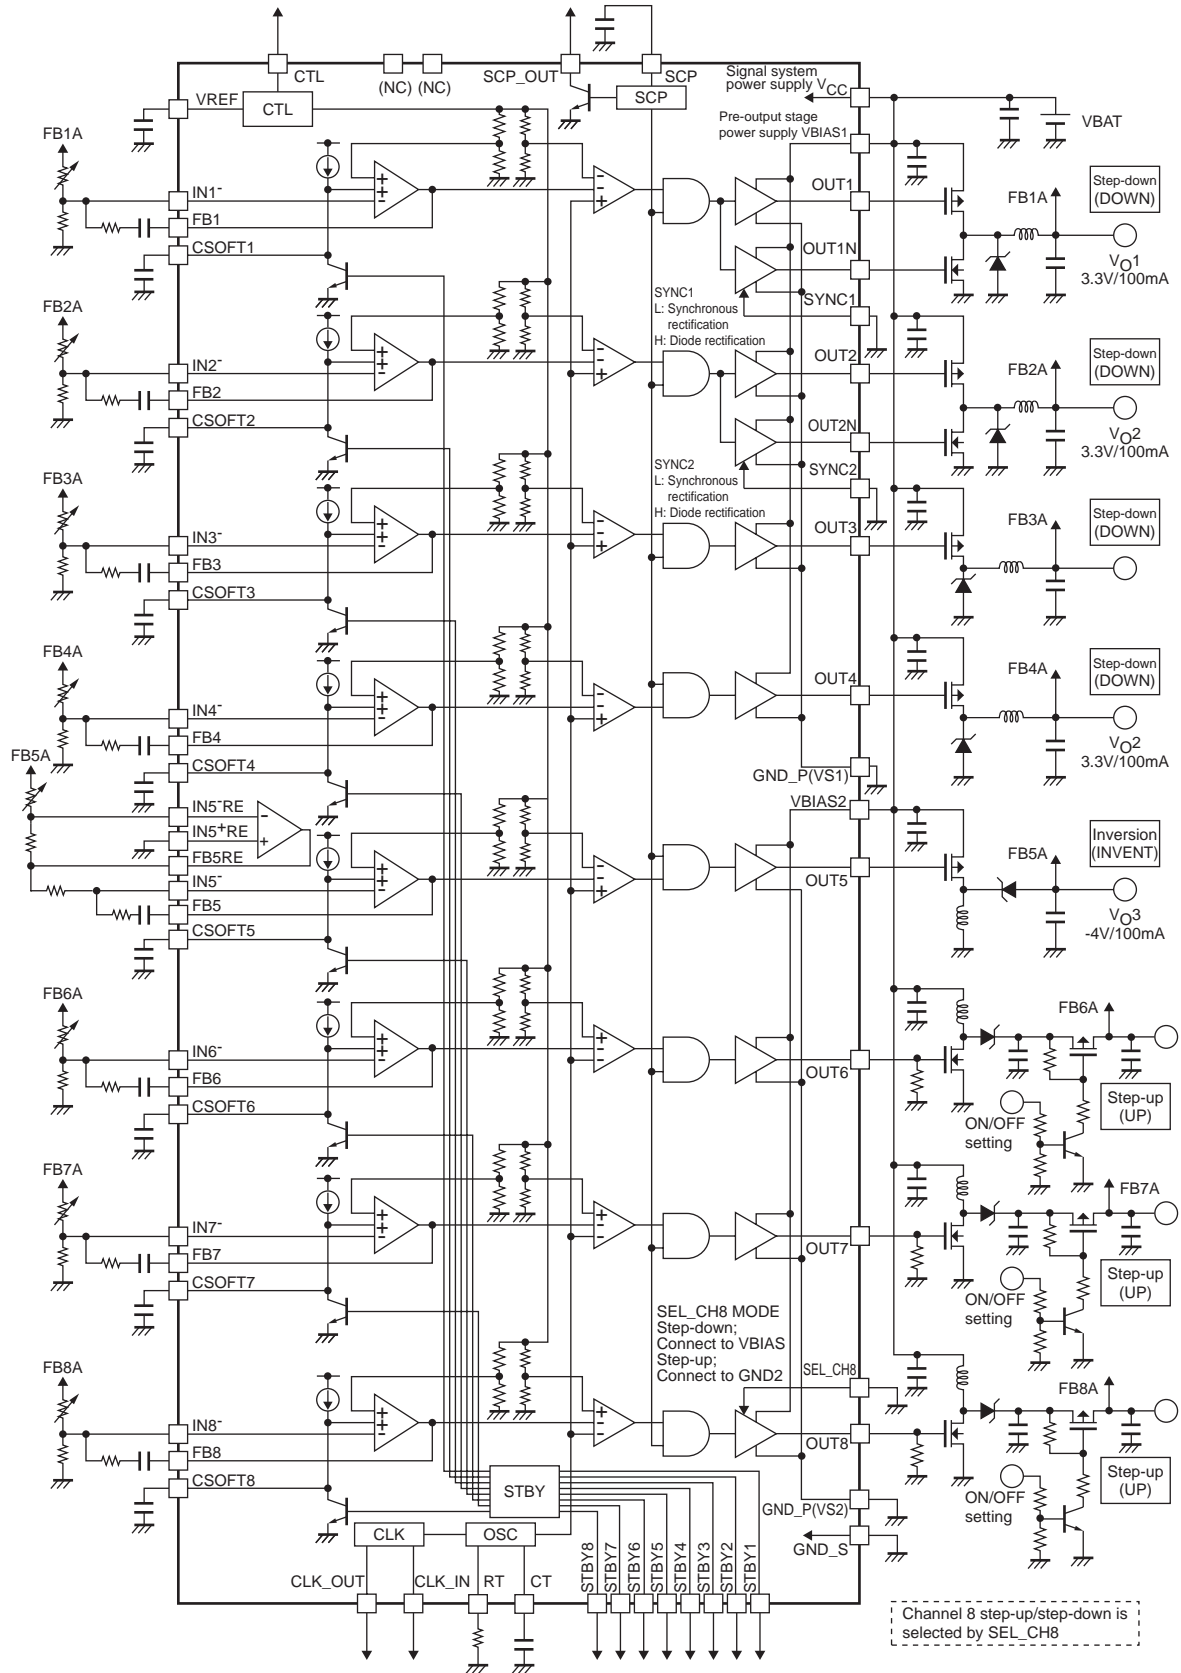 CTL
(NC) (NC)
SCP_OUT
SCP
Signal system
power supply VCC
VREF
CTL
SCP
VBAT
FB1A
Pre-output stage
power supply VBIAS1
IN1-
FB1
CSOFT1
OUT1
OUT1N
SYNC1
FB1A
Step-down
(DOWN)
VO1
3.3V/100mA
SYNC1
L: Synchronous
rectification
H: Diode rectification
FB2A
IN2-
FB2
CSOFT2
OUT2
OUT2N
SYNC2
FB2A
Step-down
(DOWN)
VO2
3.3V/100mA
SYNC2
L: Synchronous
rectification
H: Diode rectification
FB3A
IN3-
FB3
CSOFT3
OUT3
FB3A
Step-down
(DOWN)
FB4A
IN4-
FB4
CSOFT4
OUT4
GND_P(VS1)
FB4A
Step-down
(DOWN)
VO2
3.3V/100mA
FB5A
IN5-RE
IN5+RE
FB5RE
IN5-
FB5
CSOFT5
VBIAS2
OUT5
FB5A
Inversion
(INVENT)
VO3
-4V/100mA
FB6A
IN6-
FB6
CSOFT6
OUT6
FB6A
ON/OFF
setting
Step-up
(UP)
FB7A
IN7-
FB7
CSOFT7
OUT7
FB7A
ON/OFF
setting
Step-up
(UP)
SEL_CH8 MODE
Step-down;
Connect to VBIAS
Step-up;
Connect to GND2
SEL_CH8
FB8A
IN8-
FB8
CSOFT8
OUT8
FB8A
ON/OFF
setting
Step-up
(UP)
STBY
GND_P(VS2)
GND_S
CLK
OSC
CLK_OUT
CLK_IN
RT
CT
STBY8
STBY7
STBY6
STBY5
STBY4
STBY3
STBY2
STBY1
Channel 8 step-up/step-down is
selected by SEL_CH8